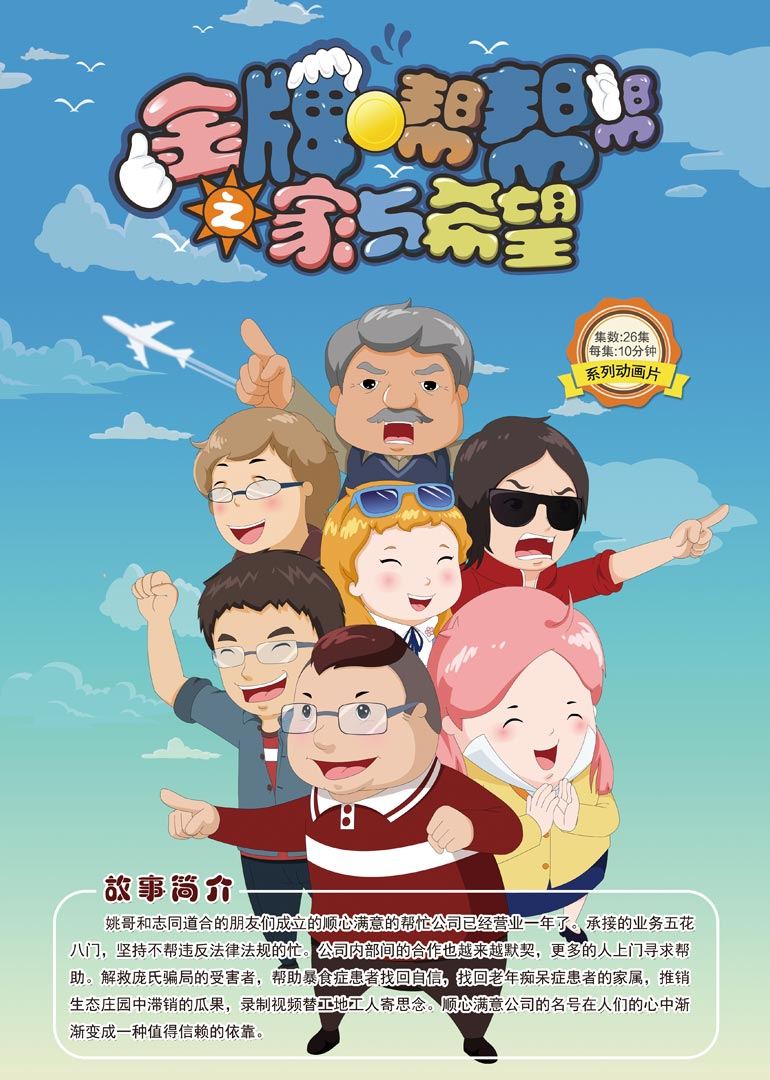 金牌帮帮帮
之家与希望
集数:26集
每集:10分钟
系列动画片
故事简介
姚哥和志同道合的朋友们成立的顺心满意的帮忙公司已经营业一年了。承接的业务五花
八门，坚持不帮违反法律法规的忙。公司内部间的合作也越来越默契，更多的人上门寻求帮
助。解救庞氏骗局的受害者，帮助暴食症患者找回自信，找回老年痴呆症患者的家属，推销
生态庄园中滞销的瓜果，录制视频替工地工人寄思念。顺心满意公司的名号在人们的心中渐
渐变成一种值得信赖的依靠。